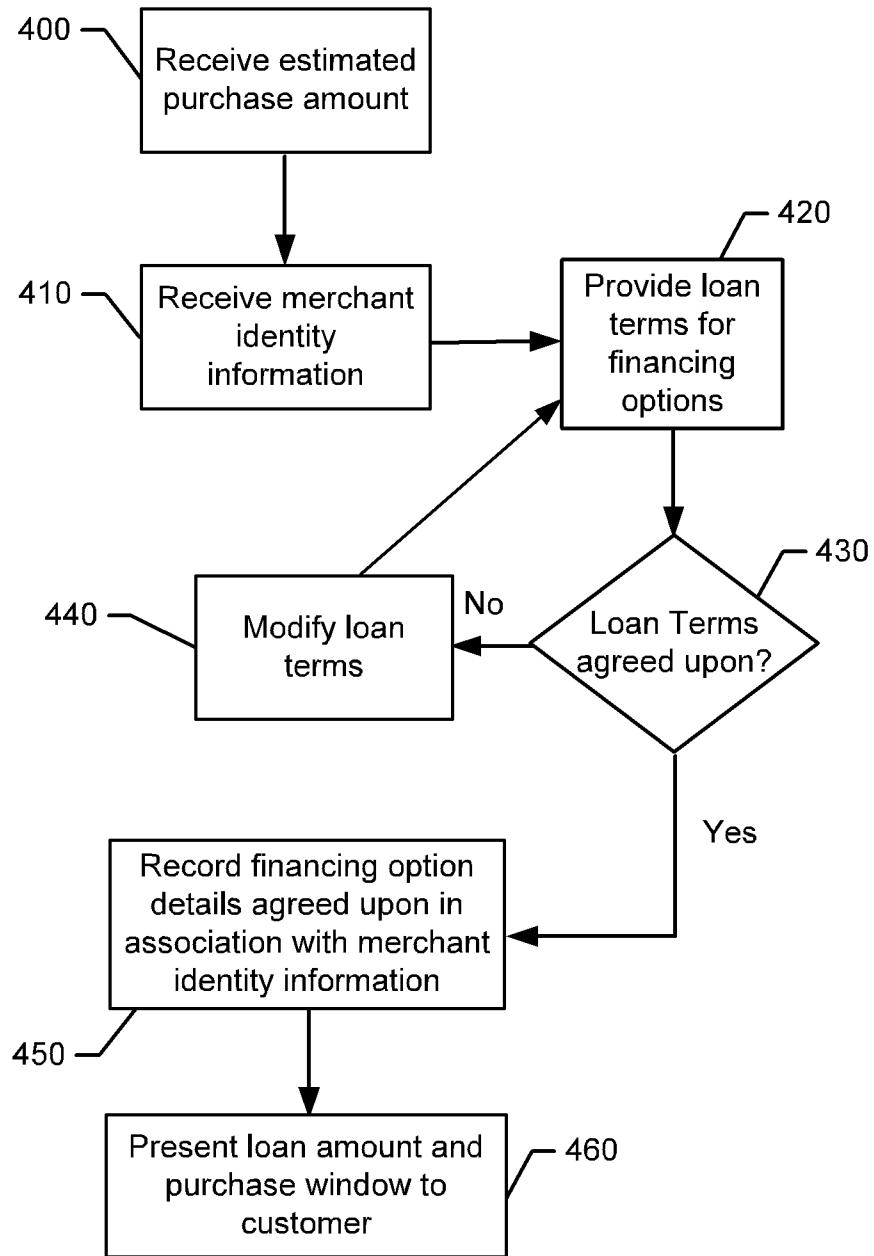 400
Receive estimated
purchase amount
420
410
Receive merchant
identity
information
Provide loan
terms for
financing
options
430
440
Modify loan
terms
No
Loan Terms
agreed upon?
Yes
Record financing option
details agreed upon in
association with merchant
identity information
450
Present loan amount and
purchase window to
customer
460